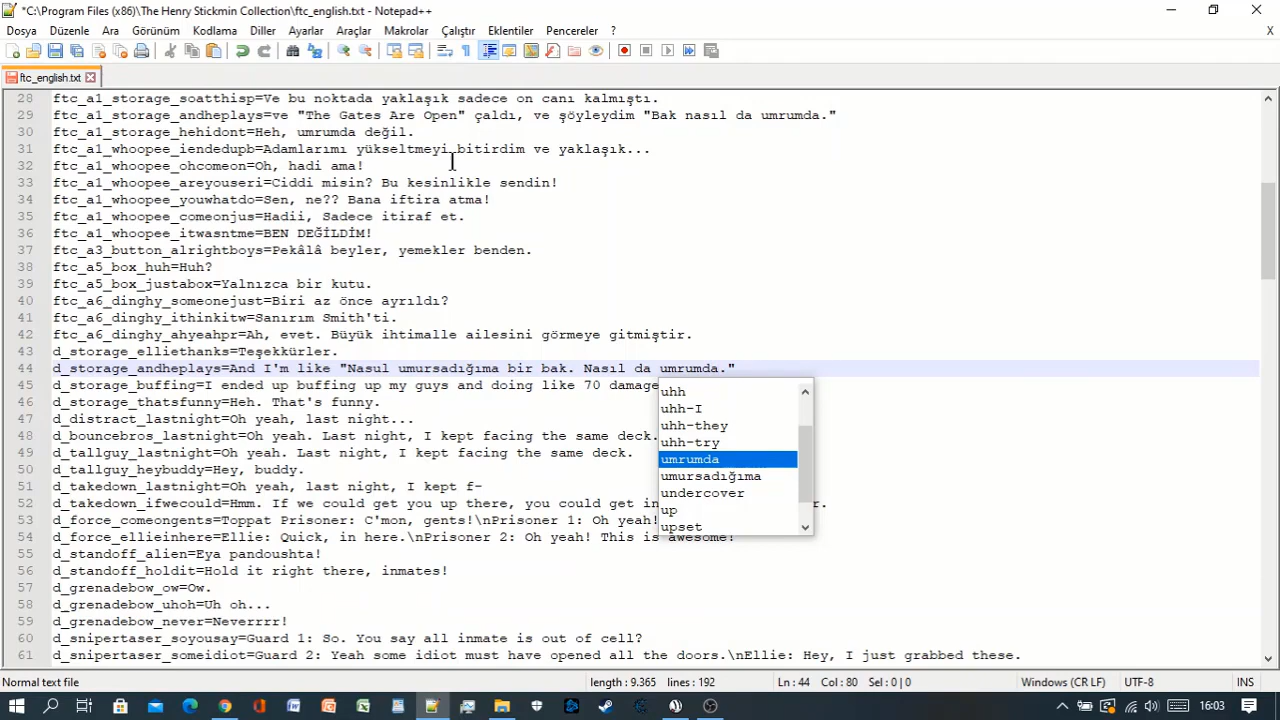 *C:\Program Files (x86)\The Henry Stickmin Collection\ftc_english.txt - Notepad++
Dosya Düzenle Ara Görünüm Kodlama Diller Ayarlar Araçlar Makrolar Çalıştır Eklentiler Pencereler ? X
ftc_english.txt
28 ftc_a1_storage_soatthisp=Ve bu noktada yaklaşık sadece on canı kalmıştı.
29 ftc_a1_storage_andheplays=ve "The Gates Are Open" çaldı, ve şöyleydim "Bak nasıl da umurumda."
30 ftc_a1_storage_hehidont=Heh, umrumda değil.
31 ftc_a1_whoopee_iendedupb=Adamlarımı yükseltmeyi bitirdim ve yaklaşık...
32 ftc_a1_whoopee_ohcomeon=Oh, hadi ama!
33 ftc_a1_whoopee_areyouseri=Ciddi misin? Bu kesinlikle sendin!
34 ftc_a1_whoopee_youwhatdo=Sen, ne?? Bana iftira atma!
35 ftc_a1_whoopee_comeonjus=Hadii, Sadece itiraf et.
36 ftc_a1_whoopee_itwasntme=BEN DEĞİLDİM!
37 ftc_a3_button_alrightboys=Pekâlâ beyler, yemekler benden.
38 ftc_a5_box_huh=Huh?
39 ftc_a5_box_justabox=Yalnızca bir kutu.
40 ftc_a6_dinghy_someonejust=Biri az önce ayrıldı?
41 ftc_a6_dinghy_ithinkitw=Sanırım Smith'ti.
42 ftc_a6_dinghy_ahyeahpr=Ah, evet. Büyük ihtimalle ailesini görmeye gitmiştir.
43 d_storage_elliethanks=Teşekkürler.
44 d_storage_andheplays=And I'm like "Nasul umursadığıma bir bak. Nasıl da umrumda."
45 d_storage_buffing=I ended up buffing up my guys and doing like 70 damage
46 d_storage_thatsfunny=Heh. That's funny.
47 d_distract_lastnight=Oh yeah, last night...
48 d_bouncebros_lastnight=Oh yeah. Last night, I kept facing the same deck.
49 d_tallguy_lastnight=Oh yeah. Last night, I kept facing the same deck.
50 d_tallguy_heybuddy=Hey, buddy.
51 d_takedown_lastnight=Oh yeah, last night, I kept f-
52 d_takedown_ifwecould=Hmm. If we could get you up there, you could get in r.
53 d_force_comeongents=Toppat Prisoner: C'mon, gents!\nPrisoner 1: Oh yeah!
54 d_force_ellieinhere=Ellie: Quick, in here.\nPrisoner 2: Oh yeah! This is awesome!
55 d_standoff_alien=Eya pandoushta!
56 d_standoff_holdit=Hold it right there, inmates!
57 d_grenadebow_ow=Ow.
58 d_grenadebow_uhoh=Uh oh...
59 d_grenadebow_never=Neverrrr!
60 d_snipertaser_soyousay=Guard 1: So. You say all inmate is out of cell?
61 d_snipertaser_someidiot=Guard 2: Yeah some idiot must have opened all the doors.\nEllie: Hey, I just grabbed these.
uhh
uhh-I
uhh-they
uhh-try
umrumda
umursadığıma
undercover
up
upset
Normal text file length : 9.365 lines : 192 Ln : 44 Col : 80 Sel : 0 | 0 Windows (CR LF) UTF-8 INS
16:03